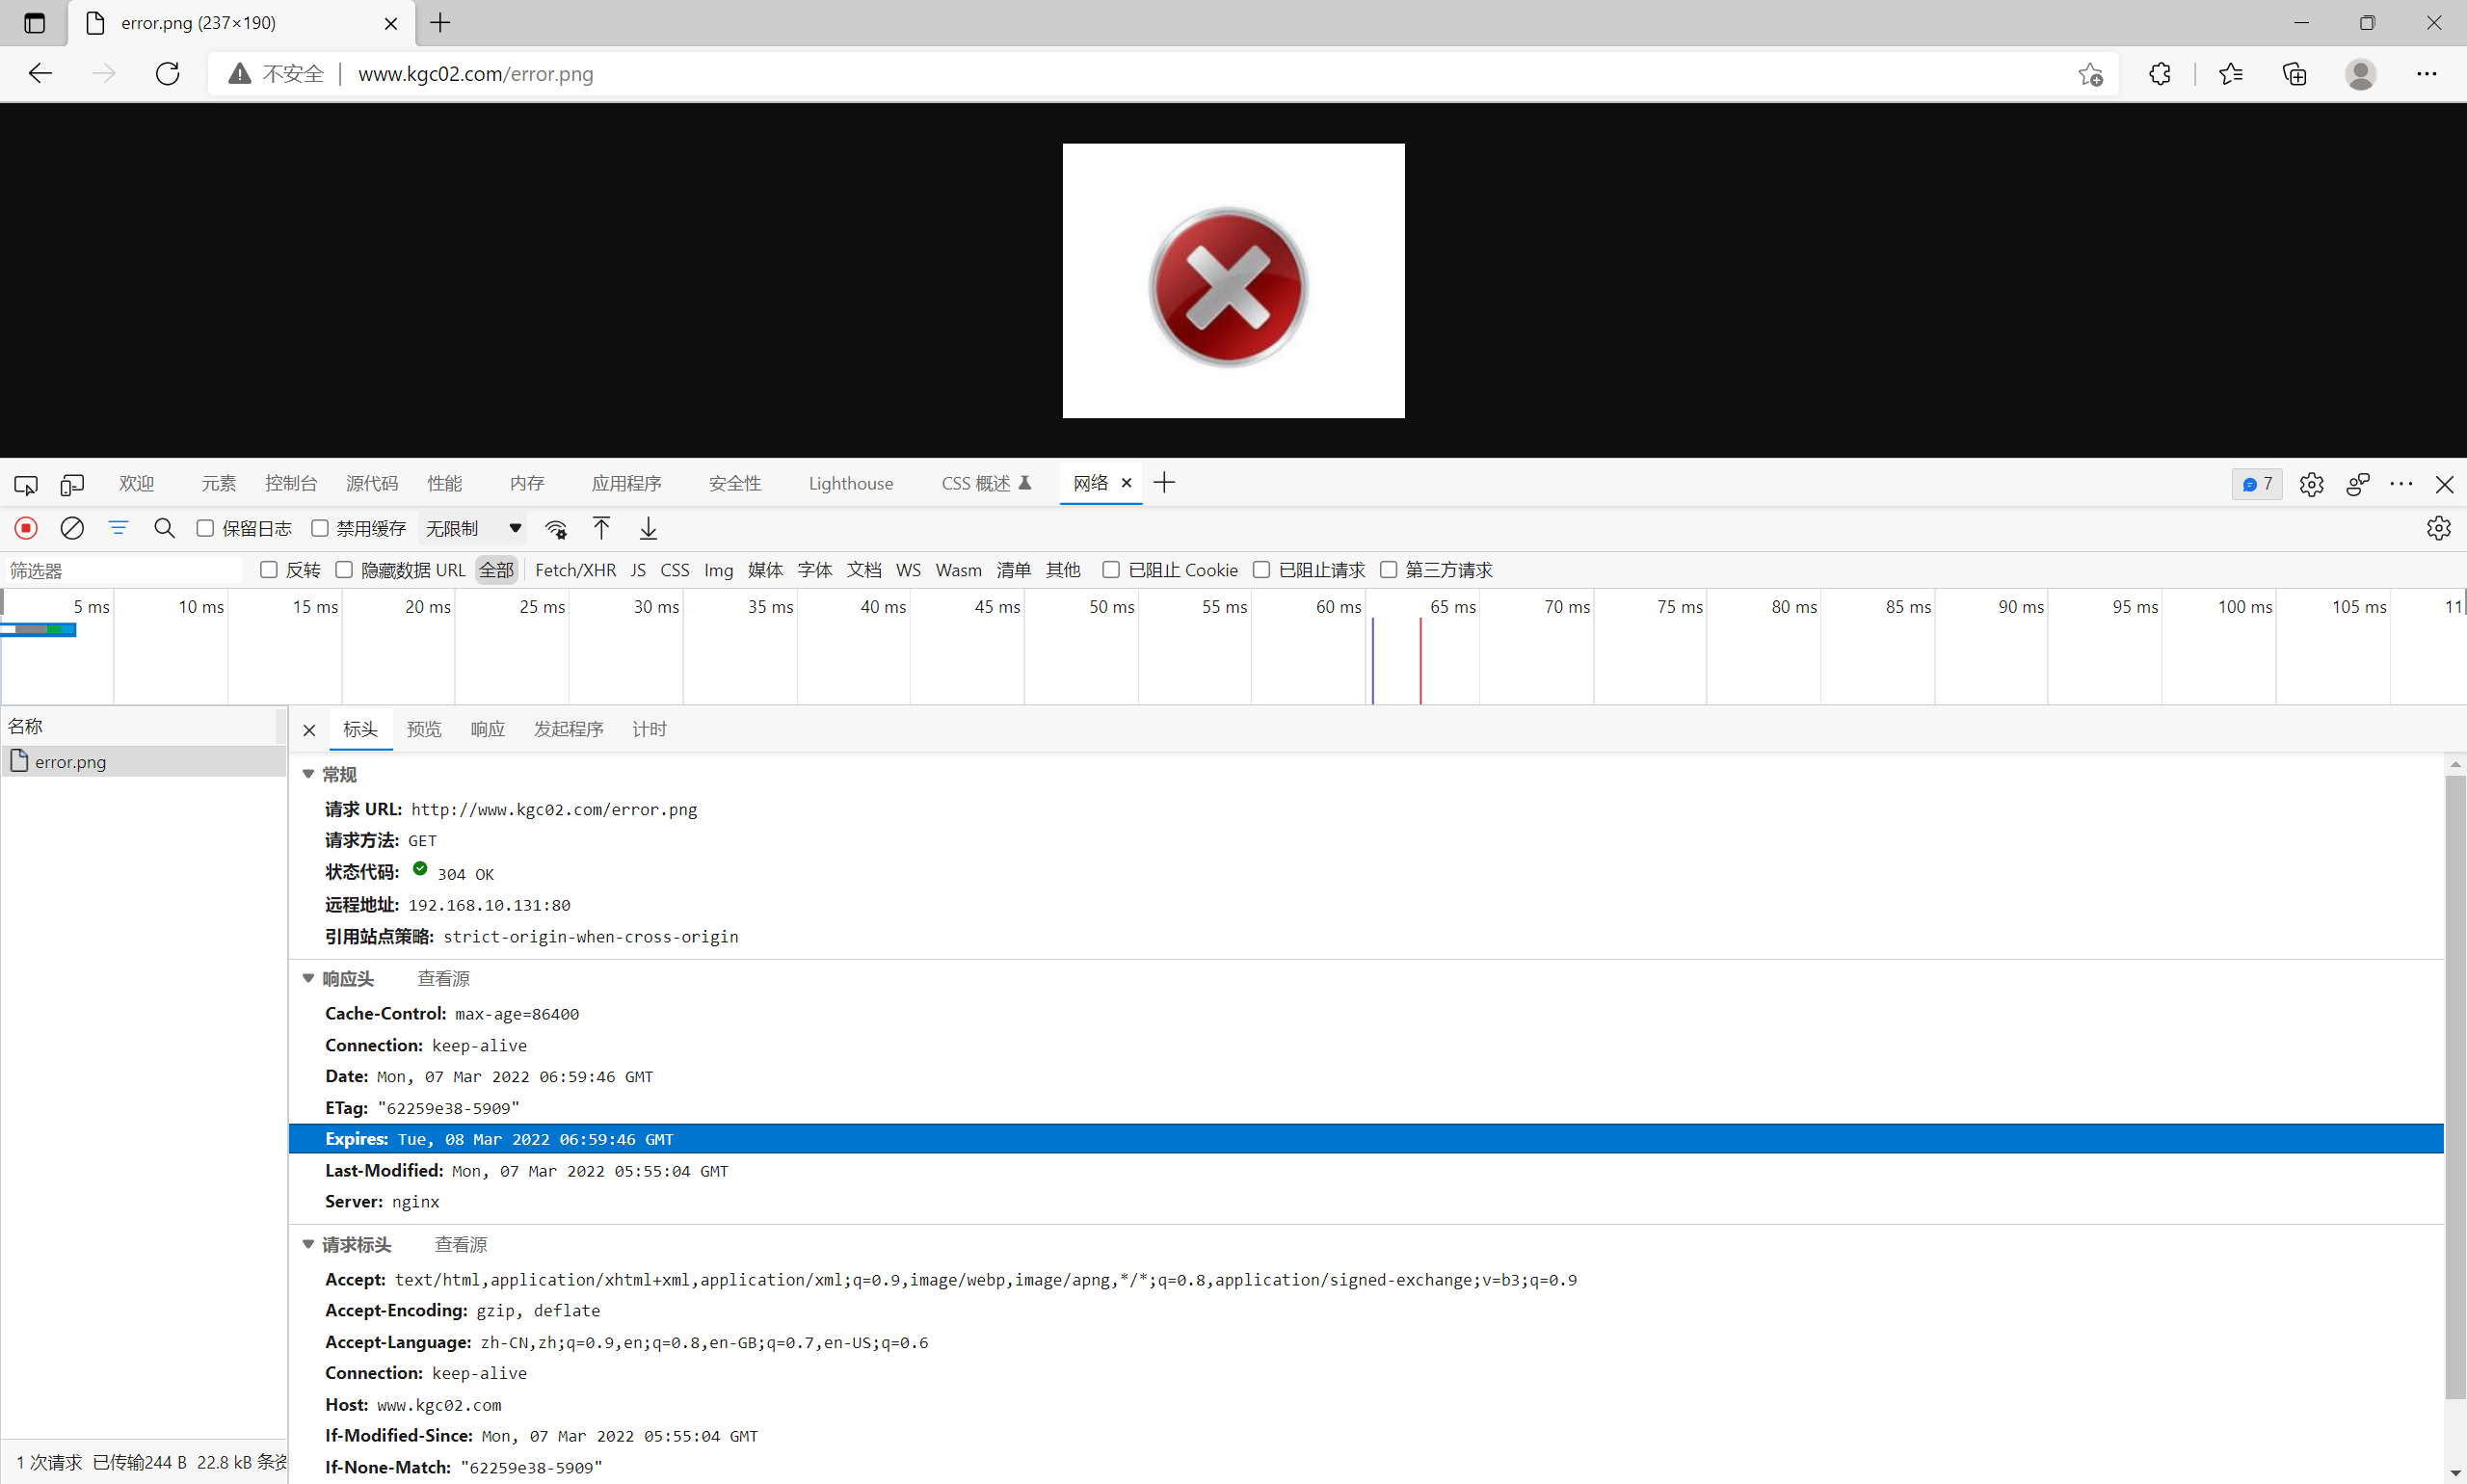 error.png (237×190)
不安全 www.kgc02.com/error.png
欢迎 元素 控制台 源代码 性能 内存 应用程序 安全性 Lighthouse CSS 概述 网络 7
保留日志 禁用缓存 无限制
筛选器 反转 隐藏数据 URL 全部 Fetch/XHR JS CSS Img 媒体 字体 文档 WS Wasm 清单 其他 已阻止 Cookie 已阻止请求 第三方请求
5 ms 10 ms 15 ms 20 ms 25 ms 30 ms 35 ms 40 ms 45 ms 50 ms 55 ms 60 ms 65 ms 70 ms 75 ms 80 ms 85 ms 90 ms 95 ms 100 ms 105 ms 11
名称
error.png
标头 预览 响应 发起程序 计时
常规
请求 URL: http://www.kgc02.com/error.png
请求方法: GET
状态代码: 304 OK
远程地址: 192.168.10.131:80
引用站点策略: strict-origin-when-cross-origin
响应头 查看源
Cache-Control: max-age=86400
Connection: keep-alive
Date: Mon, 07 Mar 2022 06:59:46 GMT
ETag: "62259e38-5909"
Expires: Tue, 08 Mar 2022 06:59:46 GMT
Last-Modified: Mon, 07 Mar 2022 05:55:04 GMT
Server: nginx
请求标头 查看源
Accept: text/html,application/xhtml+xml,application/xml;q=0.9,image/webp,image/apng,*/*;q=0.8,application/signed-exchange;v=b3;q=0.9
Accept-Encoding: gzip, deflate
Accept-Language: zh-CN,zh;q=0.9,en;q=0.8,en-GB;q=0.7,en-US;q=0.6
Connection: keep-alive
Host: www.kgc02.com
If-Modified-Since: Mon, 07 Mar 2022 05:55:04 GMT
If-None-Match: "62259e38-5909"
1 次请求 已传输244 B 22.8 kB 条